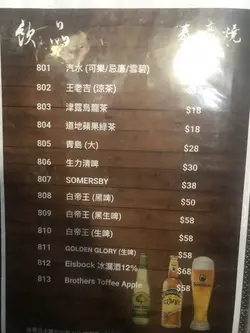 飲品
801 汽水 (可樂/忌廉/雪碧)
802 王老吉 (涼茶)
803 津露烏龍茶 $18
804 道地蘋果綠茶 $18
805 青島 (大) $28
806 生力清啤 $30
807 SOMERSBY $38
808 白帝王 (黑啤) $50
809 白帝王 (黑生啤) $58
810 白帝王 (生啤) $58
811 GOLDEN GLORY (生啤) $58
812 Eisbock 冰瀑酒12% $68
813 Brothers Toffee Apple $58